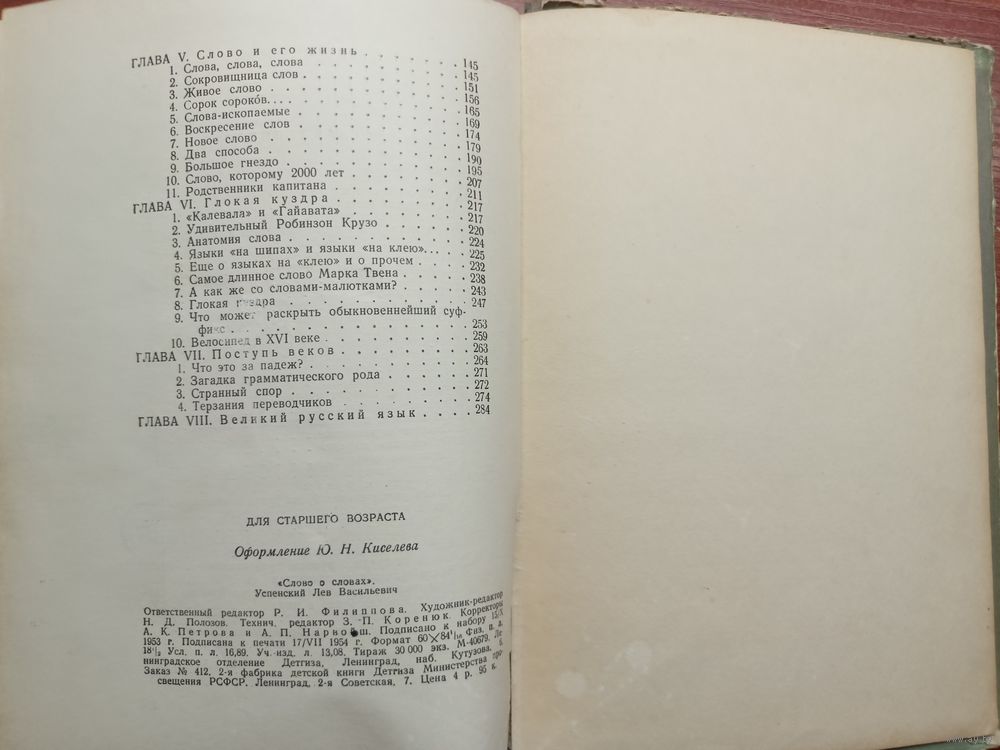 ГЛАВА V. Слово и его жизнь . . . . . . . 145
1. Слова, слова, слова . . . . . . . . 145
2. Сокровищница слов . . . . . . . . 151
3. Живое слово . . . . . . . . 156
4. Сорок сороко́в. . . . . . . . . 165
5. Слова-ископаемые . . . . . . . . 169
6. Воскресение слов . . . . . . . . 174
7. Новое слово . . . . . . . . 179
8. Два способа . . . . . . . . 190
9. Большое гнездо . . . . . . . . 195
10. Слово, которому 2000 лет . . . . . . . 207
11. Родственники капитана . . . . . . . 211
ГЛАВА VI. Глокая куздра . . . . . . . 217
1. «Калевала» и «Гайавата» . . . . . . . 217
2. Удивительный Робинзон Крузо . . . . . 220
3. Анатомия слова . . . . . . . . 224
4. Языки «на шипах» и языки «на клею». . . . . 225
5. Еще о языках на «клею» и о прочем . . . . 232
6. Самое длинное слово Марка Твена . . . . 238
7. А как же со словами-малютками? . . . . . 243
8. Глокая куздра . . . . . . . . 247
9. Что может раскрыть обыкновеннейший суф-
фикс . . . . . . . . 253
10. Велосипед в XVI веке . . . . . . . 259
ГЛАВА VII. Поступь веков . . . . . . . 263
1. Что это за падеж? . . . . . . . . 264
2. Загадка грамматического рода . . . . . 271
3. Странный спор . . . . . . . . 272
4. Терзания переводчиков . . . . . . . 274
ГЛАВА VIII. Великий русский язык . . . . 284
ДЛЯ СТАРШЕГО ВОЗРАСТА
Оформление Ю. Н. Киселева
«Слово о словах».
Успенский Лев Васильевич
Ответственный редактор Р. И. Филиппова. Художник-редактор
Н. Д. Полозов. Технич. редактор З. П. Коренюк. Корректоры
А. К. Петрова и А. П. Нарвойш. Подписано к набору 15/X
1953 г. Подписана к печати 17/VII 1954 г. Формат 60×84¹/₁₆. Физ. п. л.
18¹/₂ Усл. п. л. 16,89. Уч.-изд. л. 13,08. Тираж 30 000 экз. М-40679. Ле-
нинградское отделение Детгиза, Ленинград, наб. Кутузова, 6.
Заказ № 412. 2-я фабрика детской книги Детгиза Министерства про-
свещения РСФСР. Ленинград, 2-я Советская, 7. Цена 4 р. 95 к.
www.ay.by